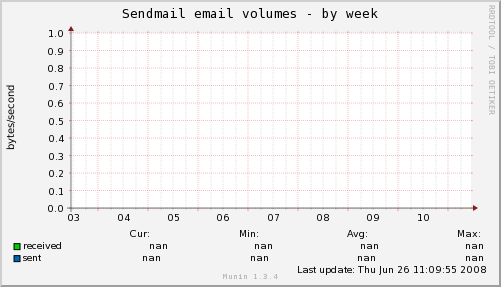 Sendmail email volumes - by week
RRDTOOL / TOBI OETIKER
bytes/second
1.0
0.9
0.8
0.7
0.6
0.5
0.4
0.3
0.2
0.1
0.0
03 04 05 06 07 08 09 10
Cur: Min: Avg: Max:
received nan nan nan nan
sent nan nan nan nan
Last update: Thu Jun 26 11:09:55 2008
Munin 1.3.4